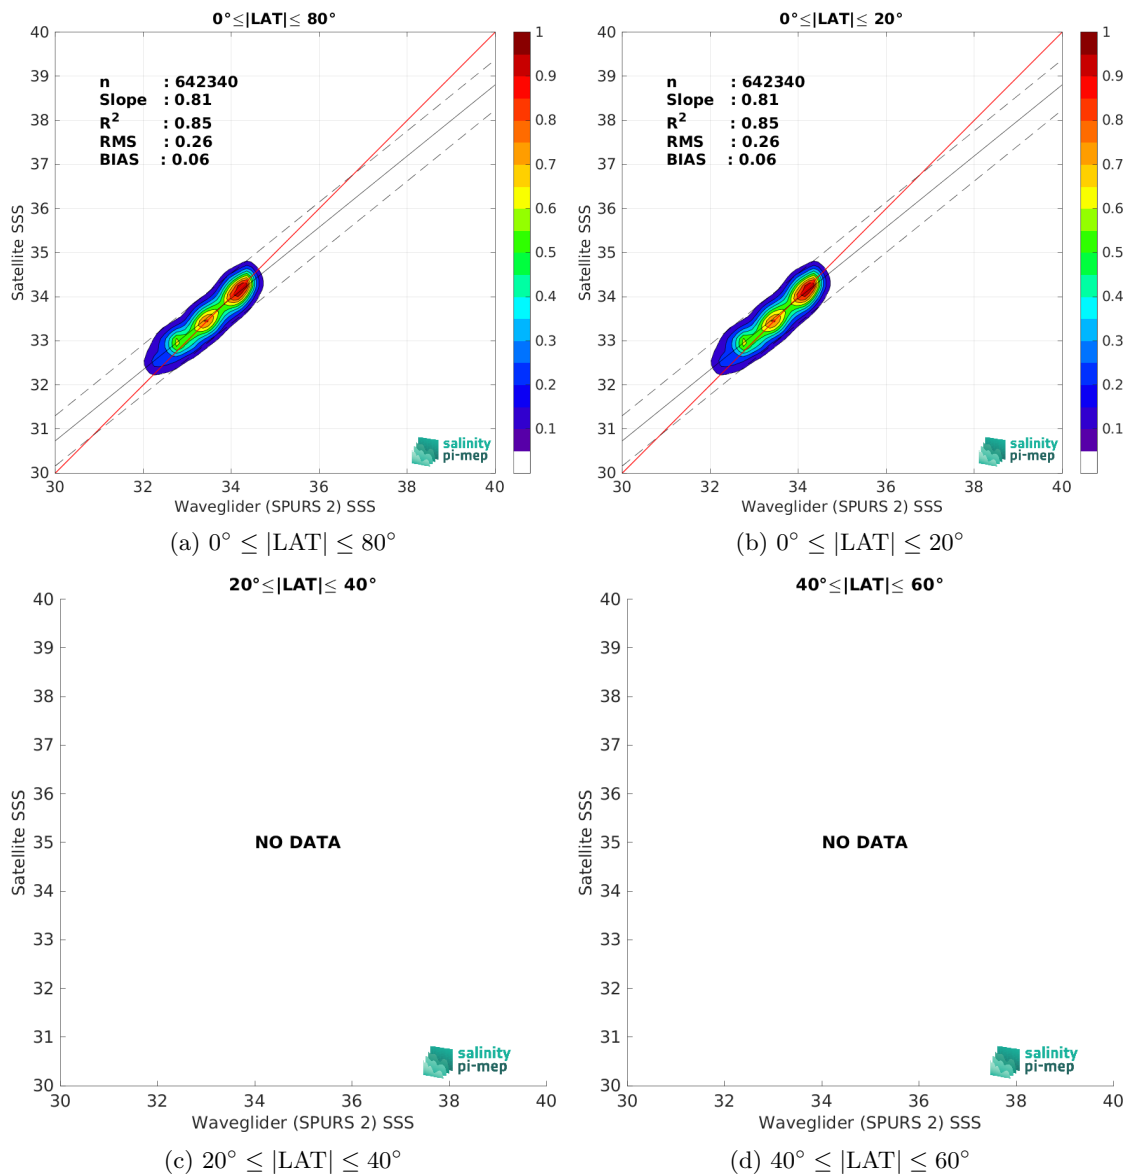 0°≤|LAT|≤ 80°
40
39
38
37
36
35
34
33
32
31
30
Satellite SSS
n : 642340
Slope : 0.81
R² : 0.85
RMS : 0.26
BIAS : 0.06
1
0.9
0.8
0.7
0.6
0.5
0.4
0.3
0.2
0.1
salinity
pi-mep
30 32 34 36 38 40
Waveglider (SPURS 2) SSS
(a) 0° ≤ |LAT| ≤ 80°
0°≤|LAT|≤ 20°
40
39
38
37
36
35
34
33
32
31
30
Satellite SSS
n : 642340
Slope : 0.81
R² : 0.85
RMS : 0.26
BIAS : 0.06
1
0.9
0.8
0.7
0.6
0.5
0.4
0.3
0.2
0.1
salinity
pi-mep
30 32 34 36 38 40
Waveglider (SPURS 2) SSS
(b) 0° ≤ |LAT| ≤ 20°
20°≤|LAT|≤ 40°
40
39
38
37
36
35
34
33
32
31
30
Satellite SSS
NO DATA
salinity
pi-mep
30 32 34 36 38 40
Waveglider (SPURS 2) SSS
(c) 20° ≤ |LAT| ≤ 40°
40°≤|LAT|≤ 60°
40
39
38
37
36
35
34
33
32
31
30
Satellite SSS
NO DATA
salinity
pi-mep
30 32 34 36 38 40
Waveglider (SPURS 2) SSS
(d) 40° ≤ |LAT| ≤ 60°